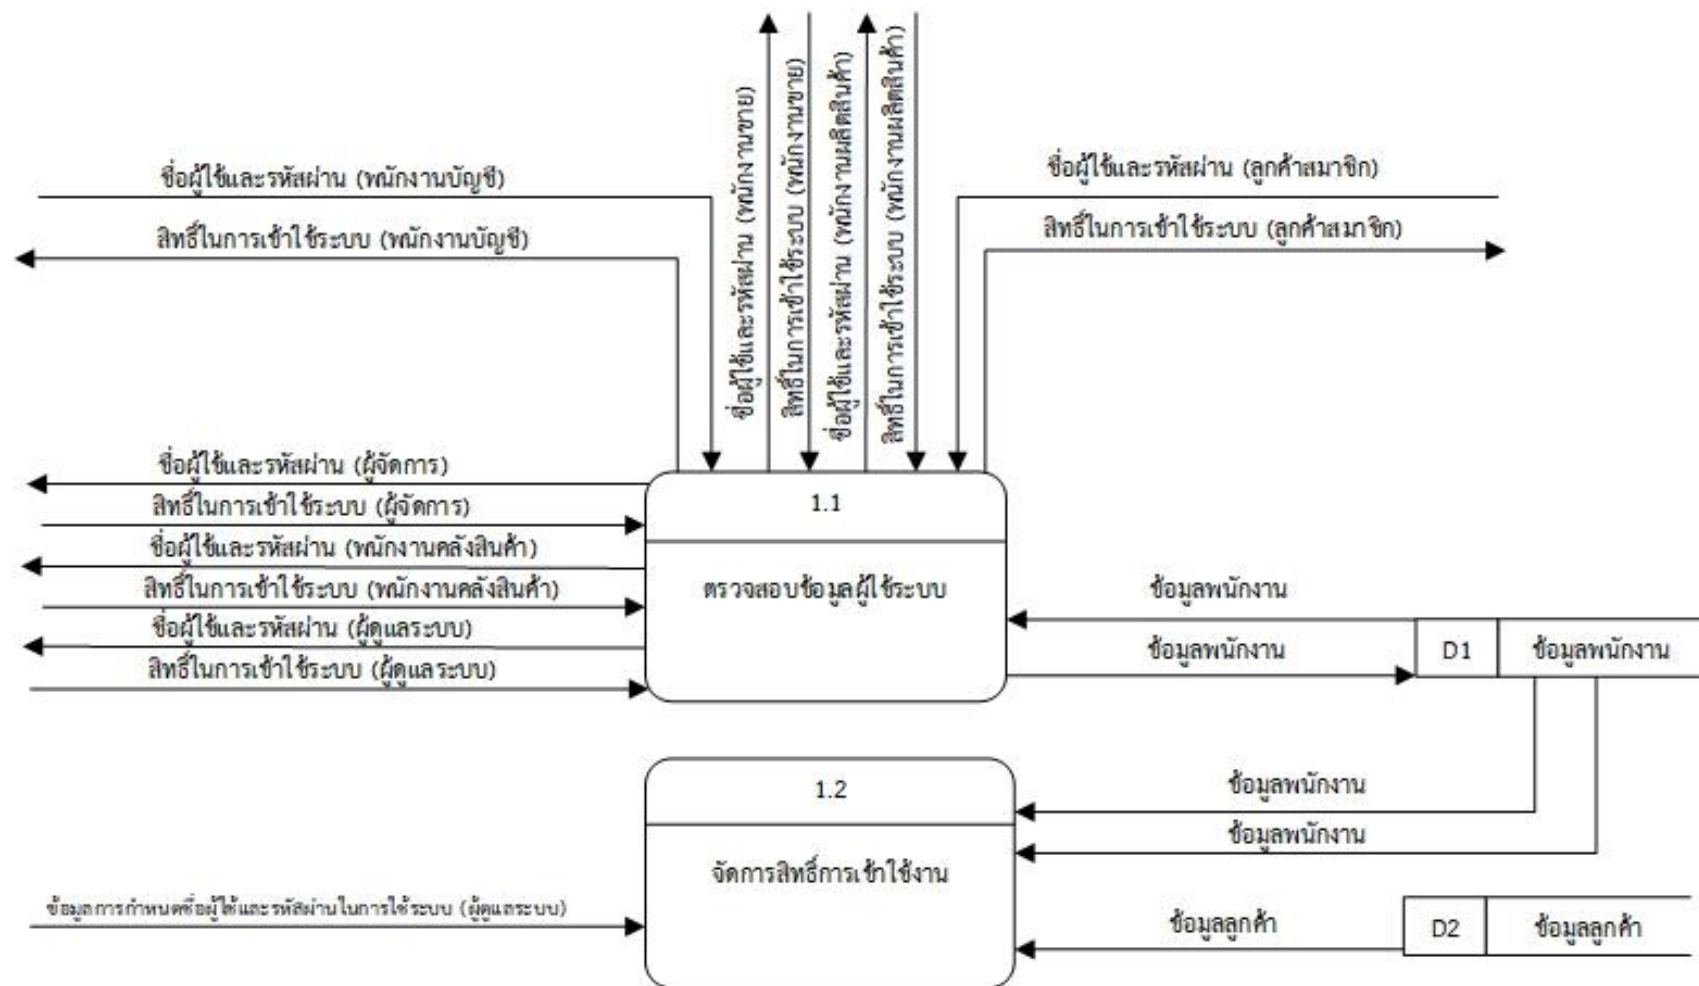 ชื่อผู้ใช้และรหัสผ่าน (พนักงานขาย)
สิทธิ์ในการเข้าใช้ระบบ (พนักงานขาย)
ชื่อผู้ใช้และรหัสผ่าน (พนักงานผลิตสินค้า)
สิทธิ์ในการเข้าใช้ระบบ (พนักงานผลิตสินค้า)
ชื่อผู้ใช้และรหัสผ่าน (พนักงานบัญชี)
ชื่อผู้ใช้และรหัสผ่าน (ลูกค้าสมาชิก)
สิทธิ์ในการเข้าใช้ระบบ (พนักงานบัญชี)
สิทธิ์ในการเข้าใช้ระบบ (ลูกค้าสมาชิก)
ชื่อผู้ใช้และรหัสผ่าน (ผู้จัดการ)
สิทธิ์ในการเข้าใช้ระบบ (ผู้จัดการ)
ชื่อผู้ใช้และรหัสผ่าน (พนักงานคลังสินค้า)
สิทธิ์ในการเข้าใช้ระบบ (พนักงานคลังสินค้า)
ชื่อผู้ใช้และรหัสผ่าน (ผู้ดูแลระบบ)
สิทธิ์ในการเข้าใช้ระบบ (ผู้ดูแลระบบ)
1.1
ตรวจสอบข้อมูลผู้ใช้ระบบ
ข้อมูลพนักงาน
ข้อมูลพนักงาน
D1 ข้อมูลพนักงาน
1.2
จัดการสิทธิ์การเข้าใช้งาน
ข้อมูลพนักงาน
ข้อมูลพนักงาน
ข้อมูลการกำหนดชื่อผู้ใช้และรหัสผ่านในการใช้ระบบ (ผู้ดูแลระบบ)
ข้อมูลลูกค้า
D2 ข้อมูลลูกค้า